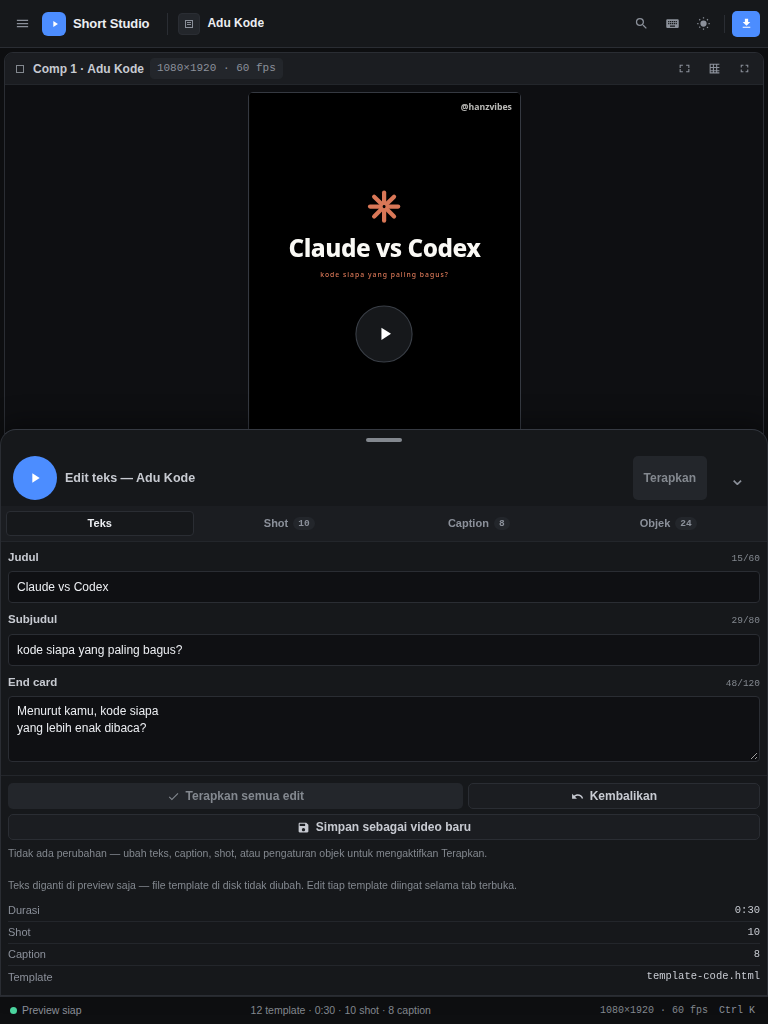 Short Studio
Adu Kode
Comp 1 · Adu Kode
1080×1920 · 60 fps
@hanzvibes
Claude vs Codex
kode siapa yang paling bagus?
Edit teks — Adu Kode
Terapkan
Teks
Shot 10
Caption 8
Objek 24
Judul
15/60
Claude vs Codex
Subjudul
29/80
kode siapa yang paling bagus?
End card
48/120
Menurut kamu, kode siapa
yang lebih enak dibaca?
Terapkan semua edit
Kembalikan
Simpan sebagai video baru
Tidak ada perubahan — ubah teks, caption, shot, atau pengaturan objek untuk mengaktifkan Terapkan.
Teks diganti di preview saja — file template di disk tidak diubah. Edit tiap template diingat selama tab terbuka.
Durasi
0:30
Shot
10
Caption
8
Template
template-code.html
Preview siap
12 template · 0:30 · 10 shot · 8 caption
1080×1920 · 60 fps
Ctrl K